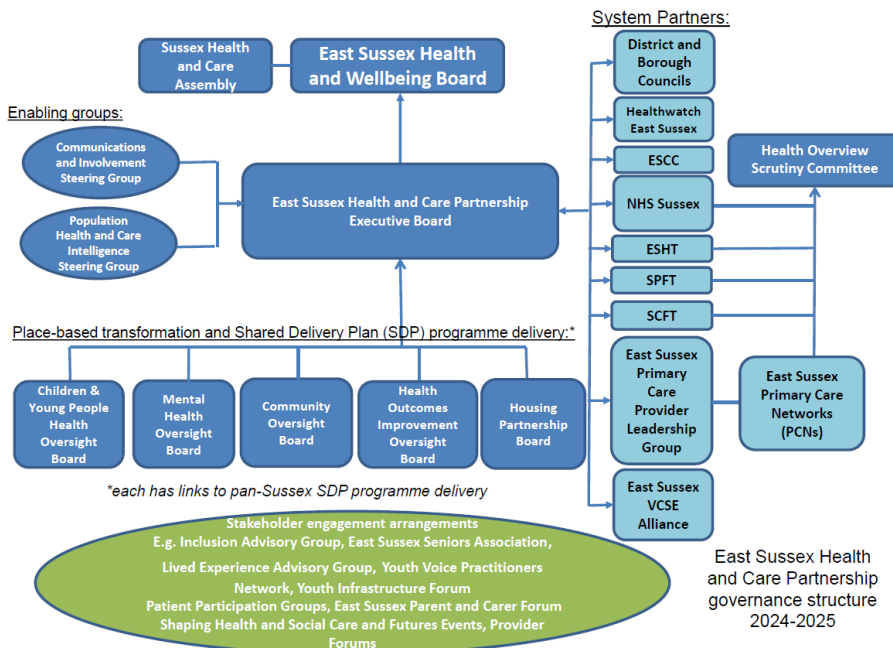 System Partners:
Sussex Health
and Care
Assembly
East Sussex Health
and Wellbeing Board
District and
Borough
Councils
Enabling groups:
Communications
and Involvement
Steering Group
Population
Health and Care
Intelligence
Steering Group
East Sussex Health and Care Partnership
Executive Board
Healthwatch
East Sussex
ESCC
NHS Sussex
ESHT
SPFT
SCFT
Health Overview
Scrutiny Committee
Place-based transformation and Shared Delivery Plan (SDP) programme delivery:*
Children &
Young People
Health
Oversight
Board
Mental
Health
Oversight
Board
Community
Oversight
Board
Health
Outcomes
Improvement
Oversight Board
Housing
Partnership
Board
East Sussex
Primary
Care
Provider
Leadership
Group
East Sussex
Primary Care
Networks
(PCNs)
*each has links to pan-Sussex SDP programme delivery
East Sussex
VCSE
Alliance
Stakeholder engagement arrangements
E.g. Inclusion Advisory Group, East Sussex Seniors Association,
Lived Experience Advisory Group, Youth Voice Practitioners
Network, Youth Infrastructure Forum
Patient Participation Groups, East Sussex Parent and Carer Forum
Shaping Health and Social Care and Futures Events, Provider
Forums
East Sussex Health
and Care Partnership
governance structure
2024-2025